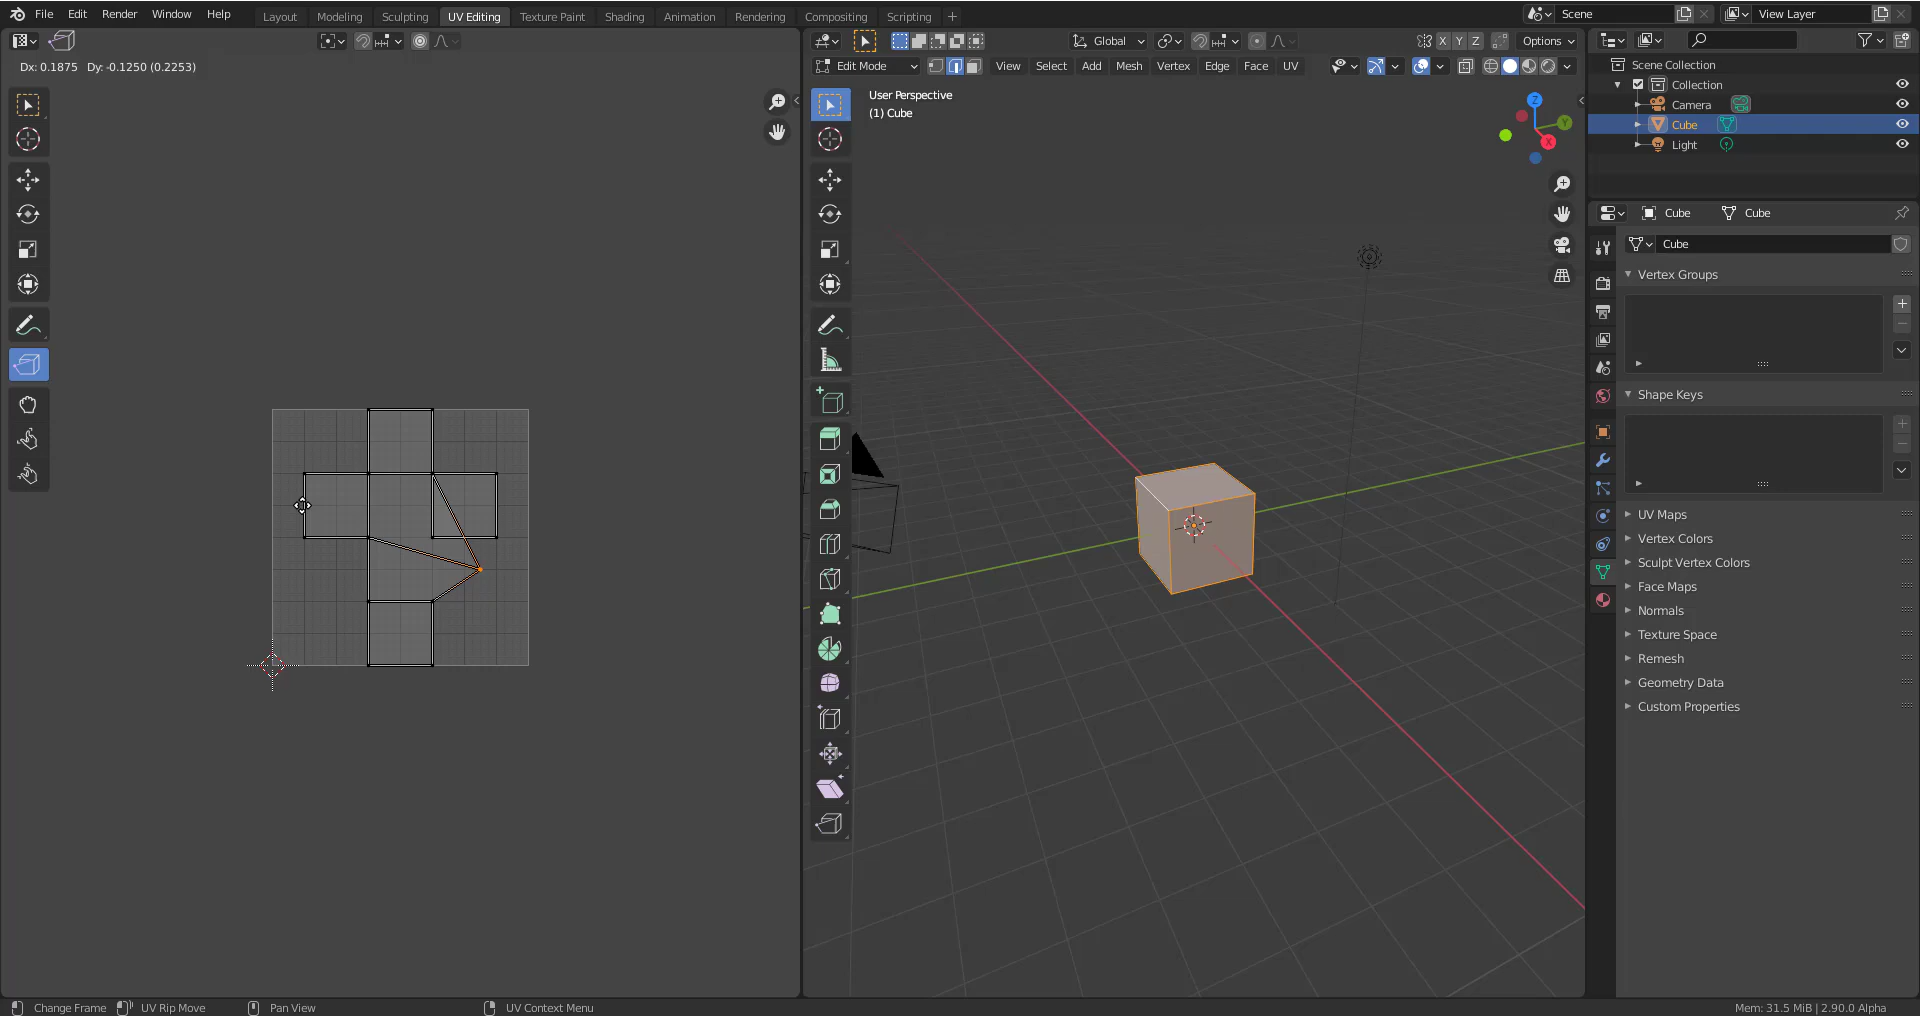 File Edit Render Window Help
Layout Modeling Sculpting UV Editing Texture Paint Shading Animation Rendering Compositing Scripting +
Scene
View Layer
Dx: 0.1875 Dy: -0.1250 (0.2253)
Global
X Y Z
Options
Edit Mode
View Select Add Mesh Vertex Edge Face UV
User Perspective
(1) Cube
Z
Y
X
Scene Collection
Collection
Camera
Cube
Light
Cube
Cube
Cube
Vertex Groups
Shape Keys
UV Maps
Vertex Colors
Sculpt Vertex Colors
Face Maps
Normals
Texture Space
Remesh
Geometry Data
Custom Properties
Change Frame
UV Rip Move
Pan View
UV Context Menu
Mem: 31.5 MiB | 2.90.0 Alpha